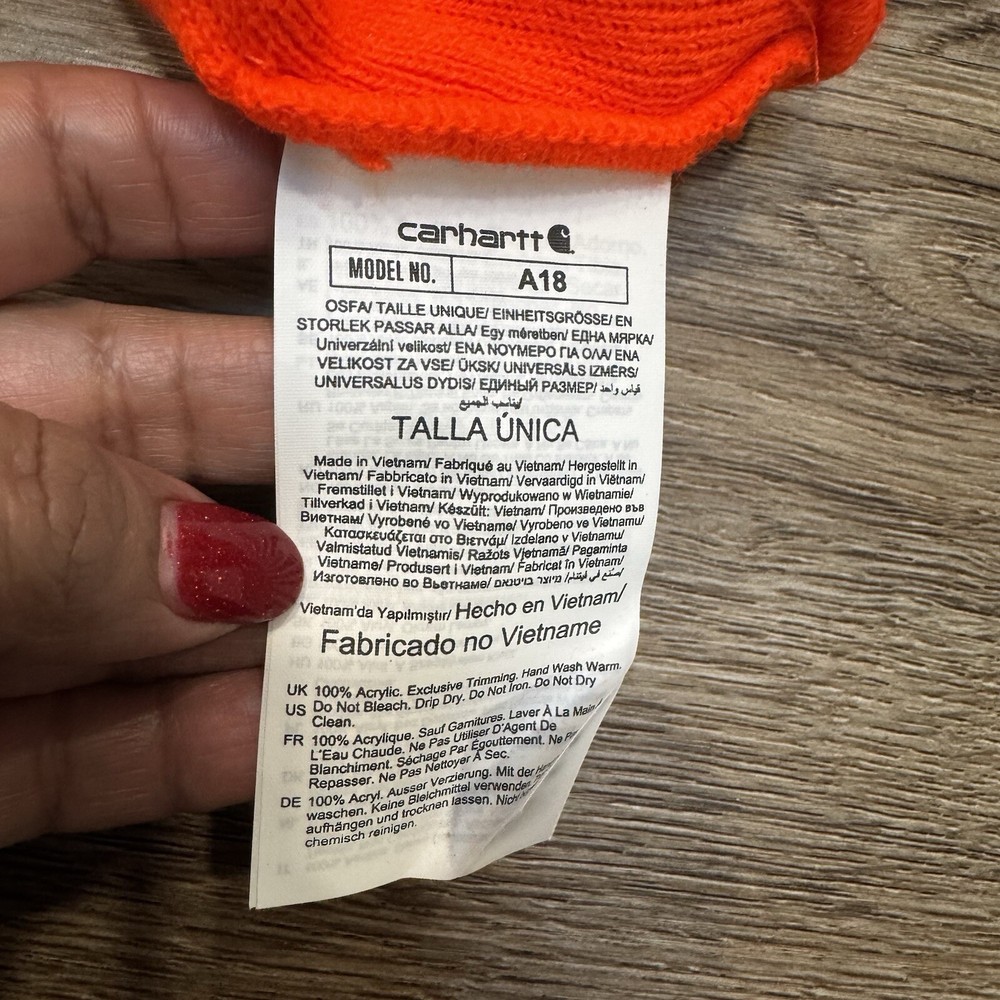 carhartt
MODEL NO. A18
OSFA/ TAILLE UNIQUE/ EINHEITSGRÖSSE/ EN
STORLEK PASSAR ALLA/ Egy méretben/ ЕДНА МЯРКА/
Univerzální velikost/ ΕΝΑ ΝΟΥΜΕΡΟ ΓΙΑ ΟΛΑ/ ENA
VELIKOST ZA VSE/ ÜKSK/ UNIVERSĀLS IZMĒRS/
UNIVERSALUS DYDIS/ ЕДИНЫЙ РАЗМЕР/ قياس واحد
يناسب الجميع/
TALLA ÚNICA
Made in Vietnam/ Fabriqué au Vietnam/ Hergestellt in
Vietnam/ Fabbricato in Vietnam/ Vervaardigd in Viëtnam/
Fremstillet i Vietnam/ Wyprodukowano w Wietnamie/
Tillverkad i Vietnam/ Készült: Vietnam/ Произведено във
Виетнам/ Vyrobené vo Vietname/ Vyrobeno ve Vietnamu/
Κατασκευάζεται στο Βιετνάμ/ Izdelano v Vietnamu/
Valmistatud Vietnamis/ Ražots Vjetnamā/ Pagaminta
Vietname/ Produsert i Vietnam/ Fabricat în Vietnam/
Изготовлено во Вьетнаме/ מיוצר בויטנאם/ صنع في فيتنام/
Vietnam'da Yapılmıştır/ Hecho en Vietnam/
Fabricado no Vietname
UK 100% Acrylic. Exclusive Trimming. Hand Wash Warm.
US Do Not Bleach. Drip Dry. Do Not Iron. Do Not Dry
Clean.
FR 100% Acrylique. Sauf Garnitures. Laver À La Main
L'Eau Chaude. Ne Pas Utiliser D'Agent De
Blanchiment. Séchage Par Égouttement. Ne
Repasser. Ne Pas Nettoyer À Sec.
DE 100% Acryl. Ausser Verzierung. Mit der
waschen. Keine Bleichmittel verwenden.
aufhängen und trocknen lassen. Nicht
chemisch reinigen.